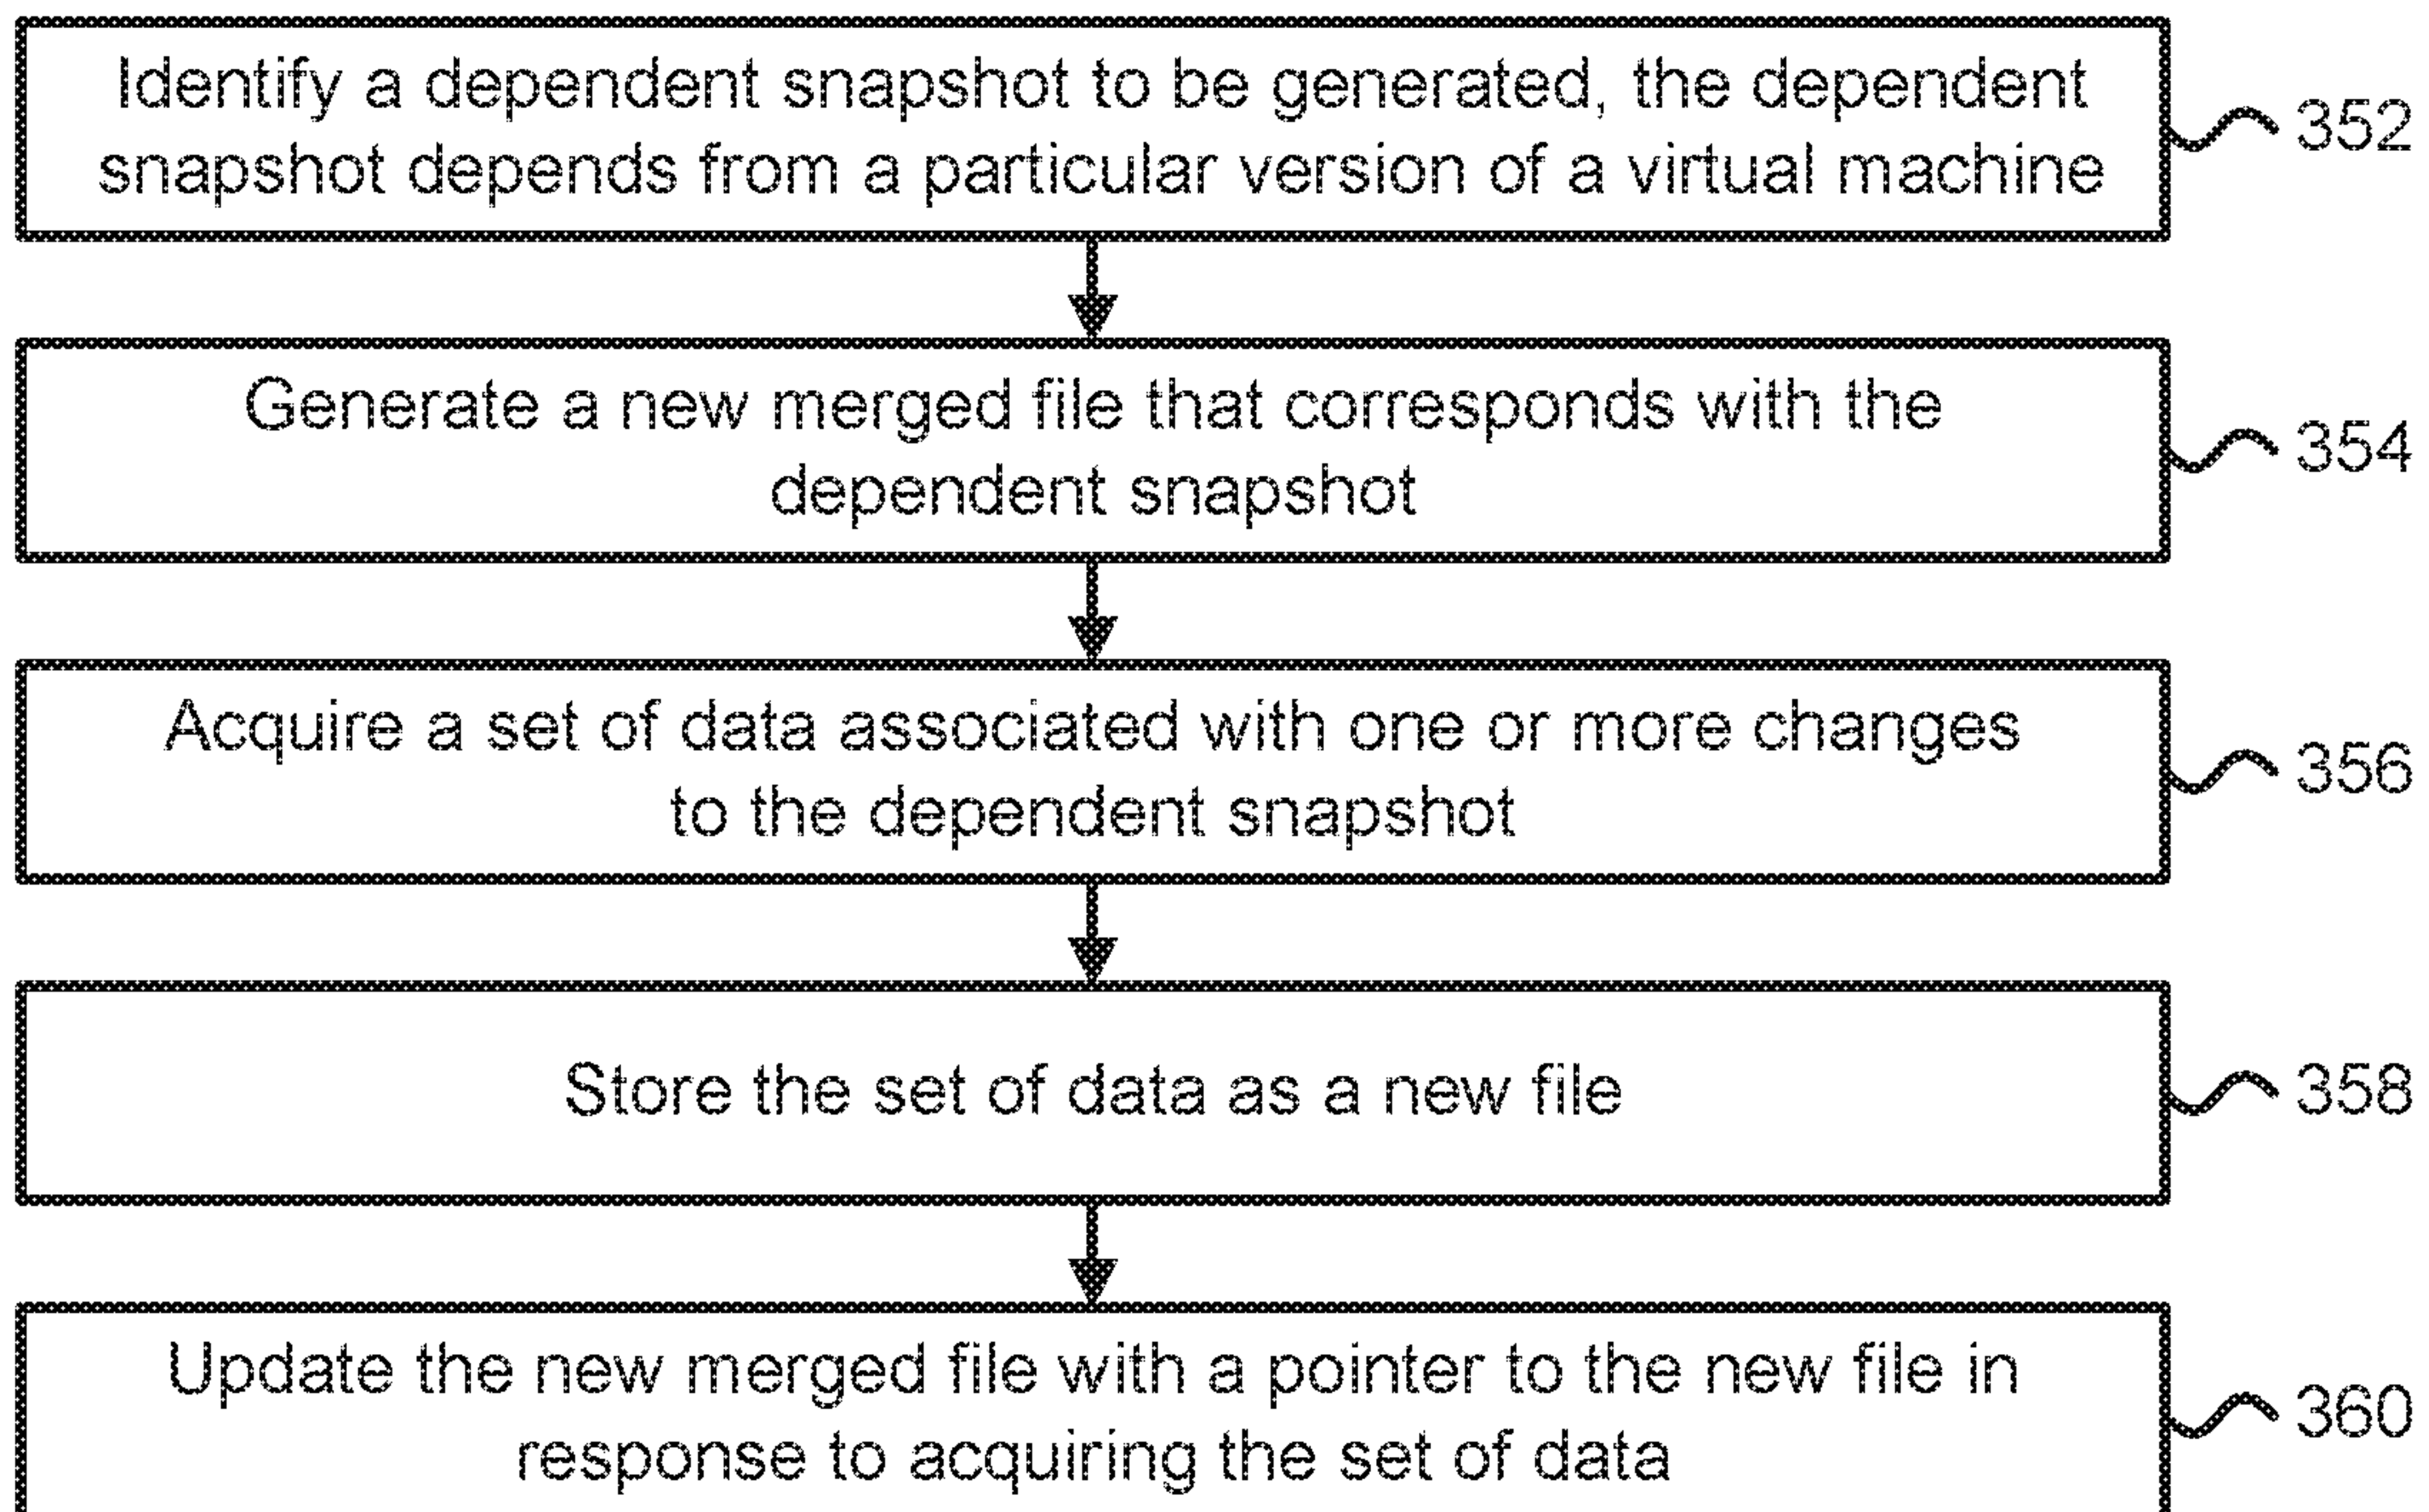 Identify a dependent snapshot to be generated, the dependent
snapshot depends from a particular version of a virtual machine
352
Generate a new merged file that corresponds with the
dependent snapshot
354
Acquire a set of data associated with one or more changes
to the dependent snapshot
356
Store the set of data as a new file
358
Update the new merged file with a pointer to the new file in
response to acquiring the set of data
360